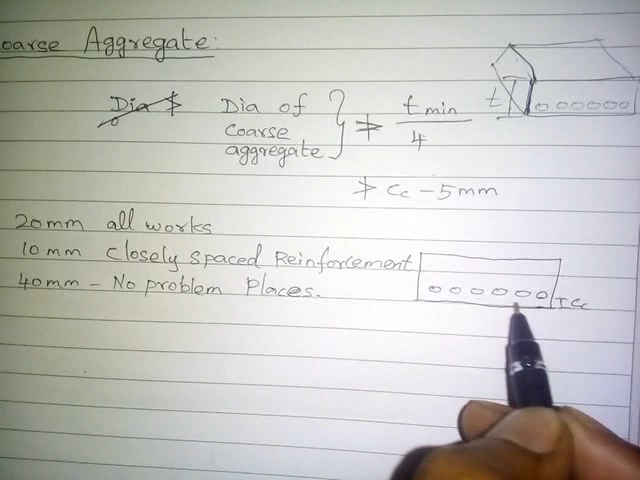 oarse Aggregate:
Dia ≯ Dia of coarse aggregate } ≯ tmin / 4
t
≯ Cc - 5mm
20mm all works
10mm Closely Spaced Reinforcement
40mm - No problem Places.
I Cc